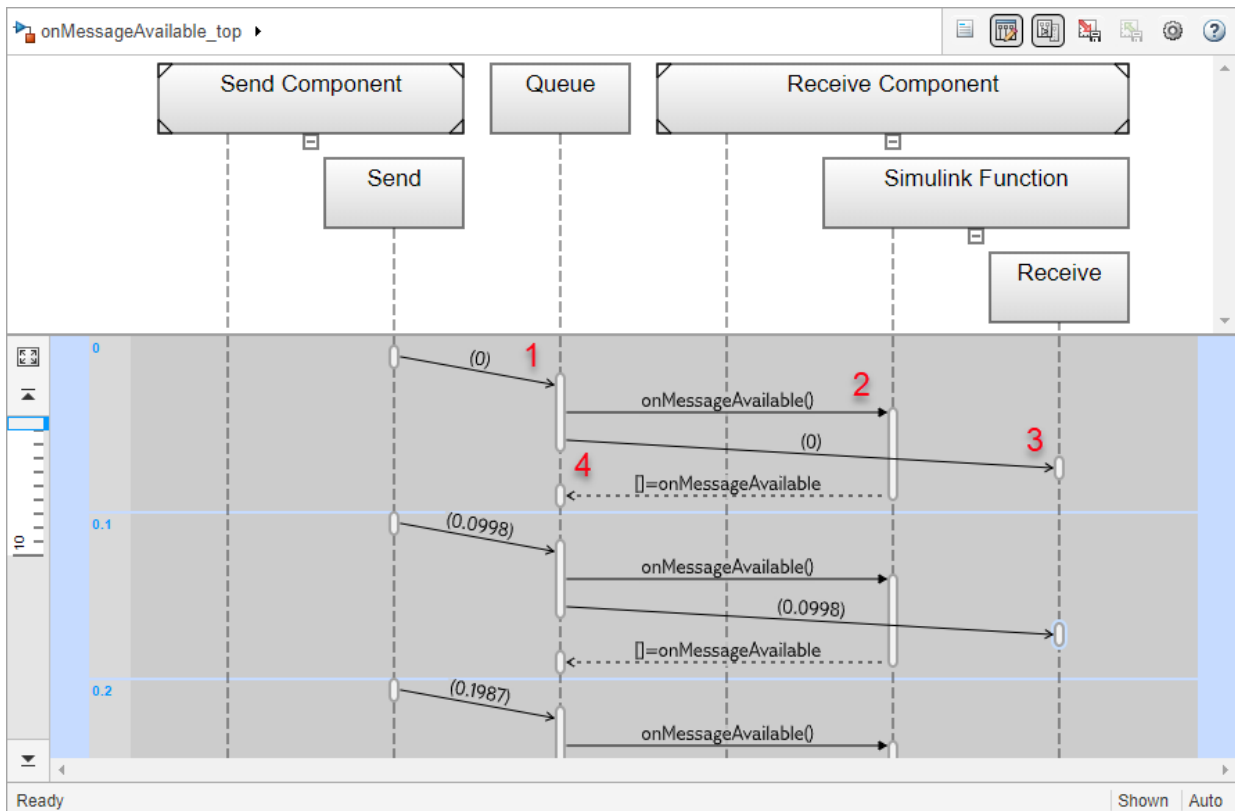 onMessageAvailable_top
Send Component
Queue
Receive Component
Send
Simulink Function
Receive
0
(0)
1
onMessageAvailable()
2
(0)
3
4
[]=onMessageAvailable
0.1
(0.0998)
10
onMessageAvailable()
(0.0998)
[]=onMessageAvailable
0.2
(0.1987)
onMessageAvailable()
Ready
Shown Auto